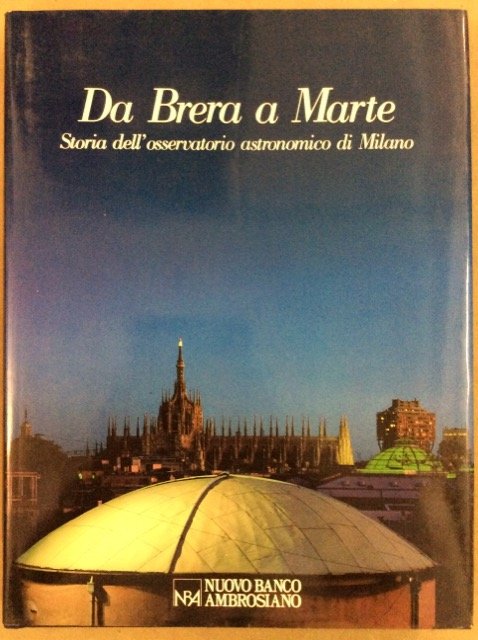 Da Brera a Marte
Storia dell'osservatorio astronomico di Milano
NBA
NUOVO BANCO
AMBROSIANO